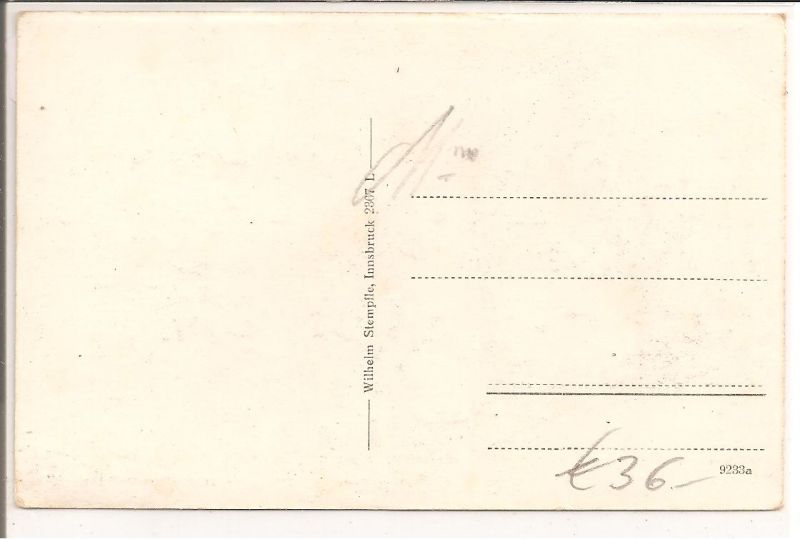 Wilhelm Stempfle, Innsbruck 2307 L
€36-
9233a